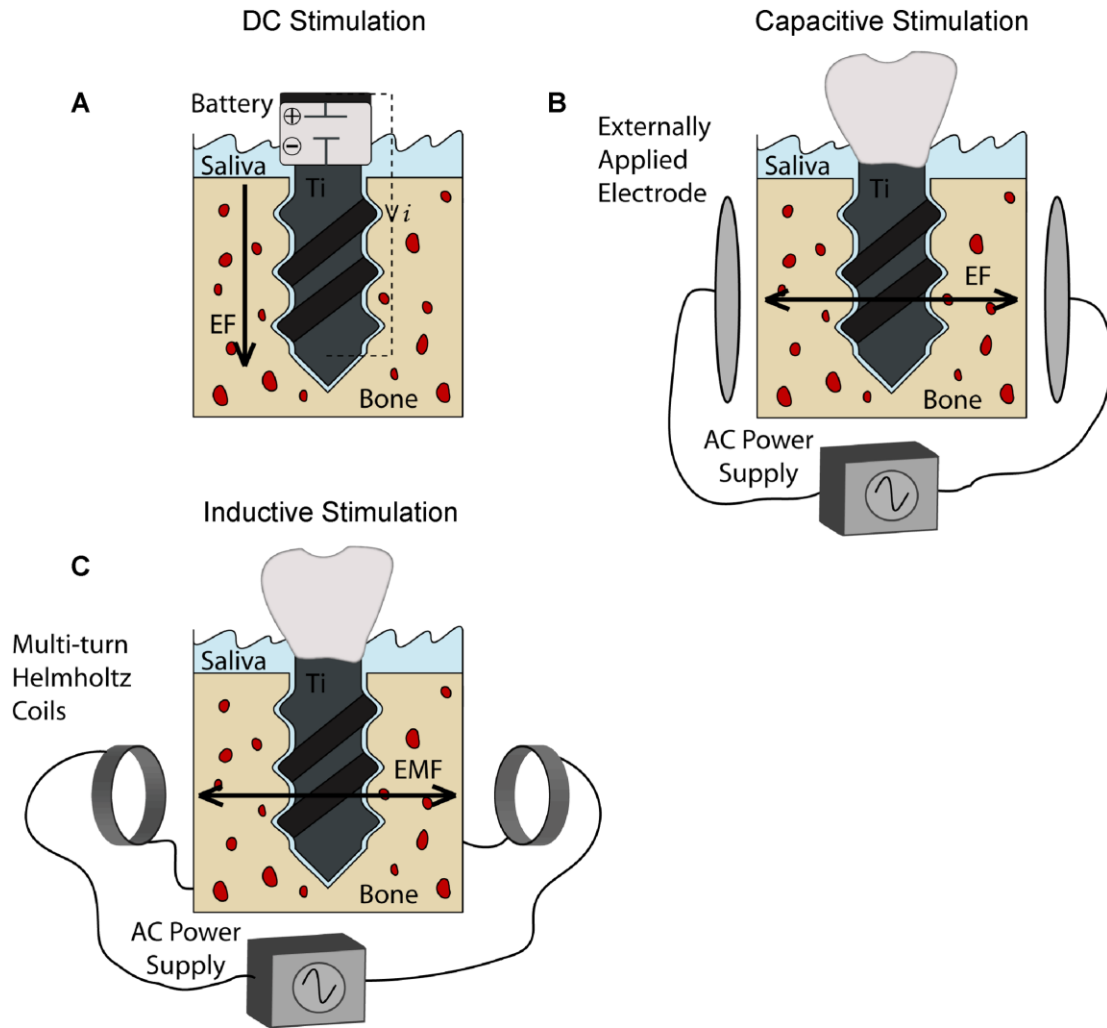 DC Stimulation
A
Battery
+
−
Saliva
Ti
i
EF
Bone
Capacitive Stimulation
B
Externally
Applied
Electrode
Saliva
Ti
EF
Bone
AC Power
Supply
Inductive Stimulation
C
Multi-turn
Helmholtz
Coils
Saliva
Ti
EMF
Bone
AC Power
Supply